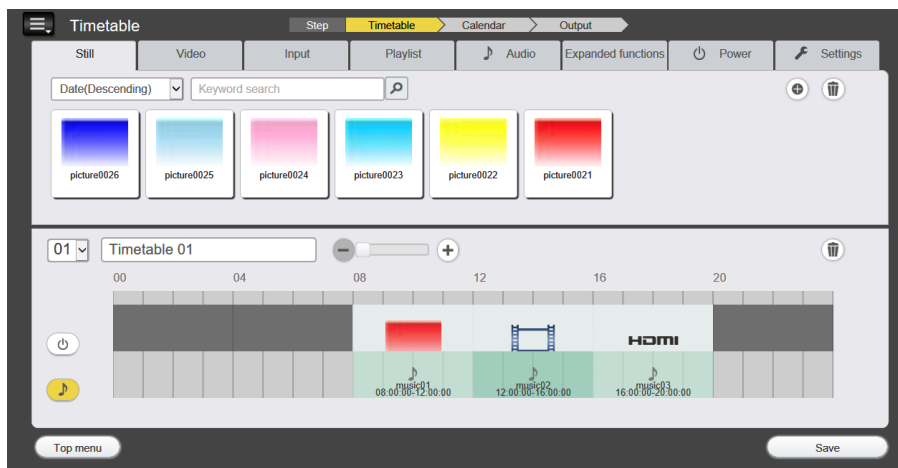 Timetable
Step Timetable Calendar Output
Still Video Input Playlist Audio Expanded functions Power Settings
Date(Descending) Keyword search
picture0026 picture0025 picture0024 picture0023 picture0022 picture0021
01 Timetable 01
00 04 08 12 16 20
HDMI
music01 music02 music03
08:00:00-12:00:00 12:00:00-16:00:00 16:00:00-20:00:00
Top menu Save